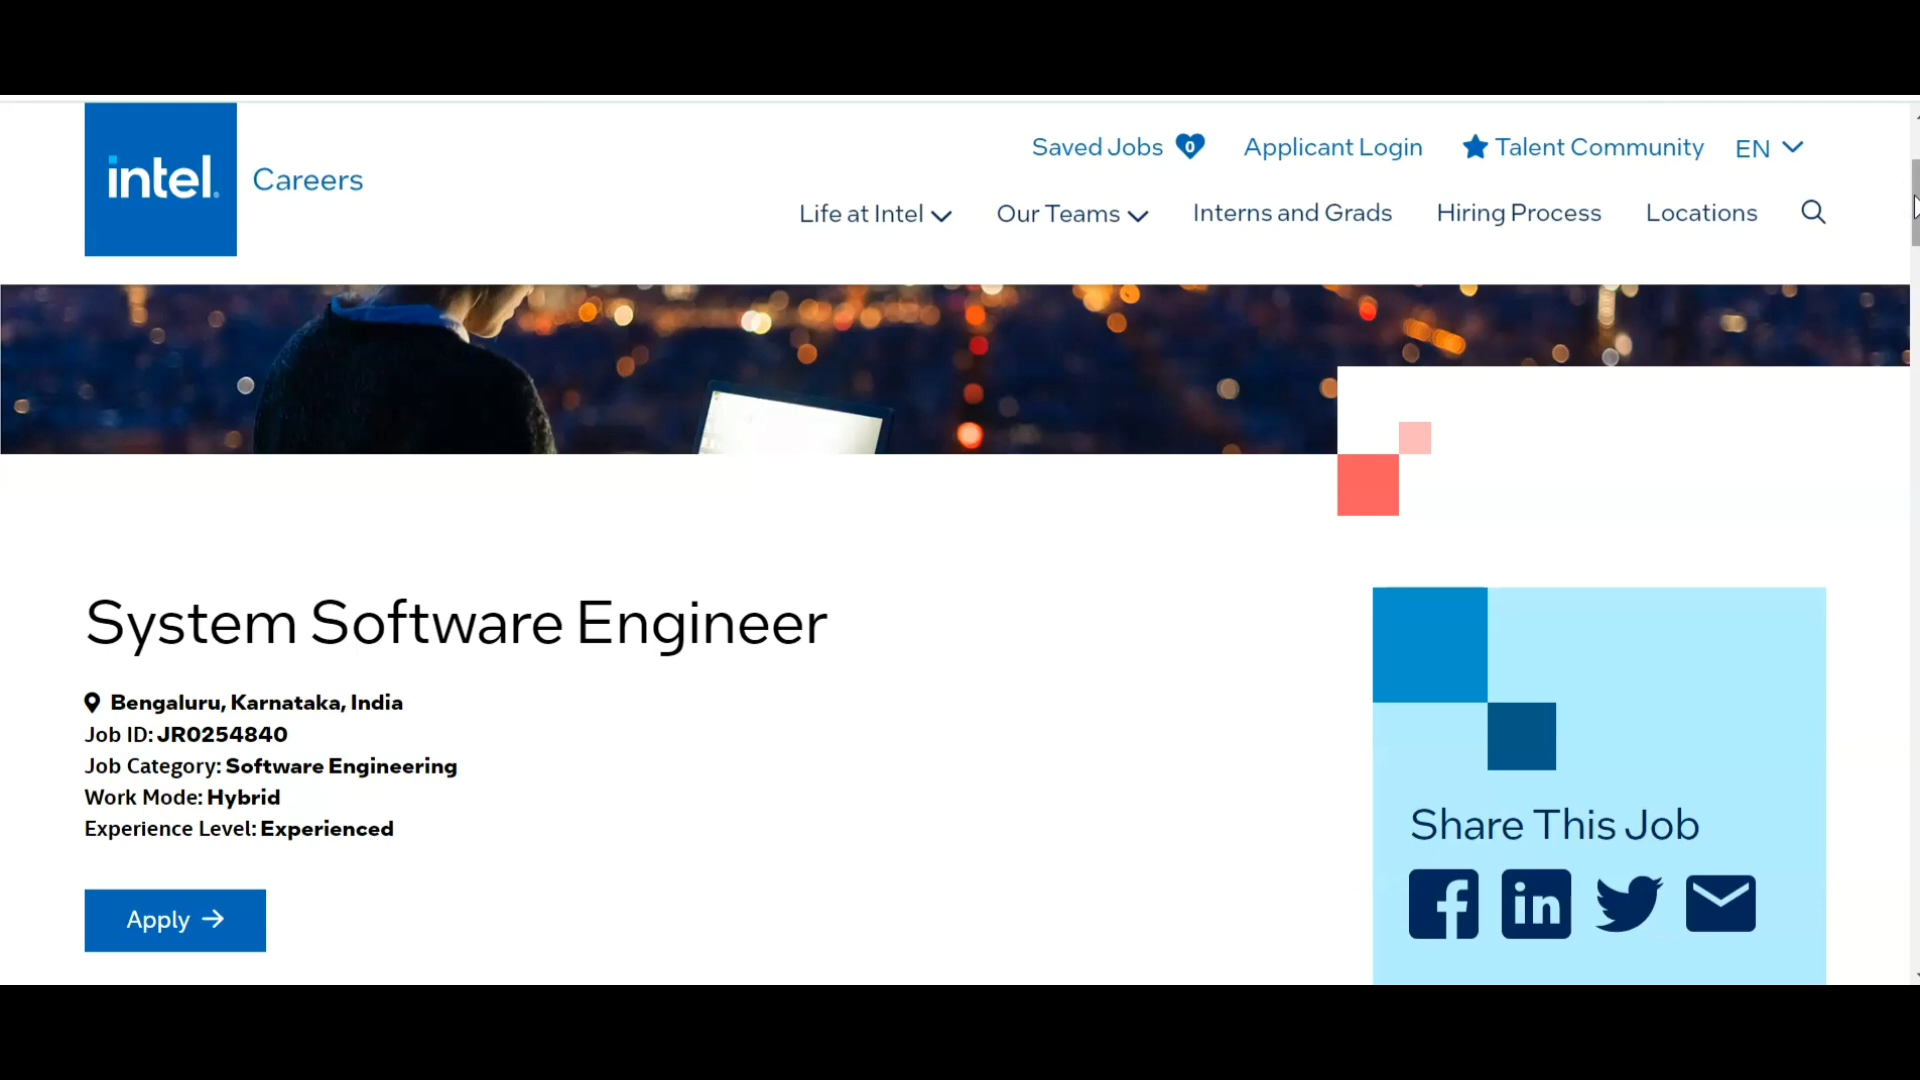 intel.
Careers
Saved Jobs 0 Applicant Login Talent Community EN
Life at Intel Our Teams Interns and Grads Hiring Process Locations
System Software Engineer
Bengaluru, Karnataka, India
Job ID: JR0254840
Job Category: Software Engineering
Work Mode: Hybrid
Experience Level: Experienced
Apply →
Share This Job
f in